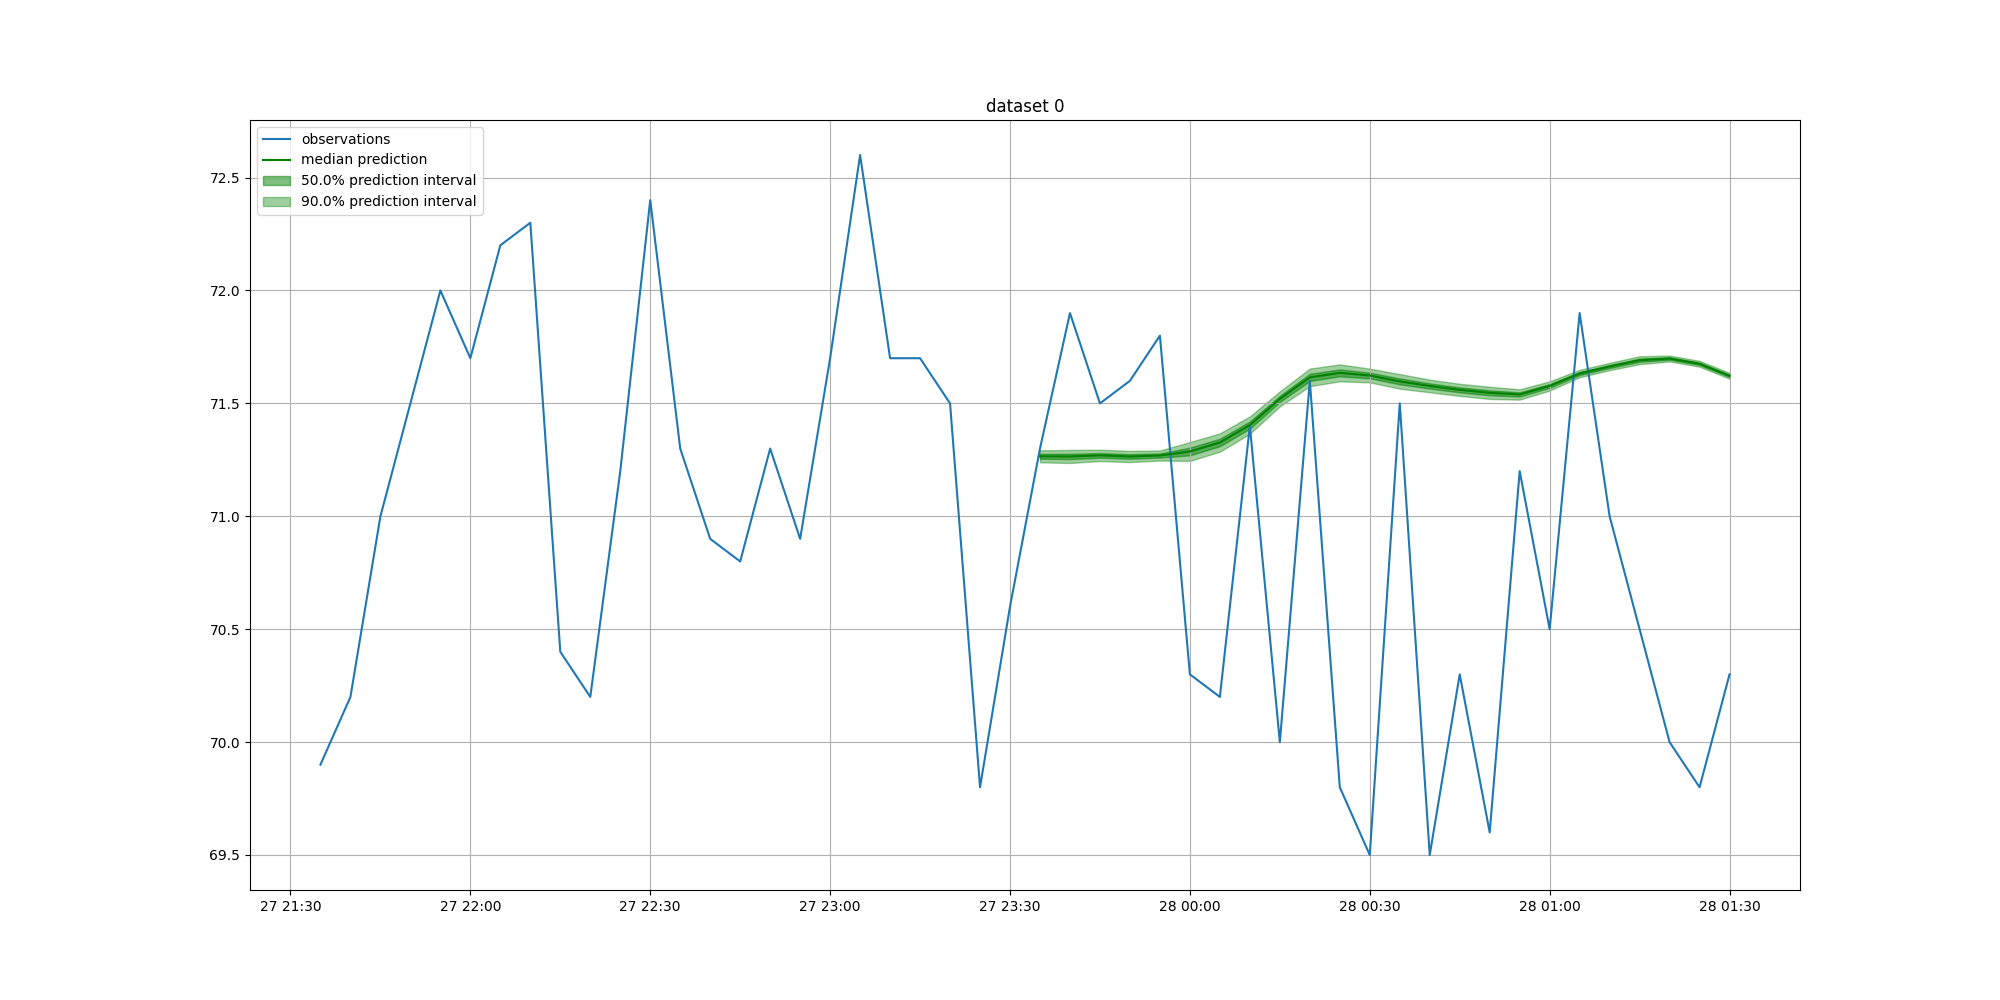 dataset 0
observations
median prediction
50.0% prediction interval
90.0% prediction interval
72.5
72.0
71.5
71.0
70.5
70.0
69.5
27 21:30 27 22:00 27 22:30 27 23:00 27 23:30 28 00:00 28 00:30 28 01:00 28 01:30